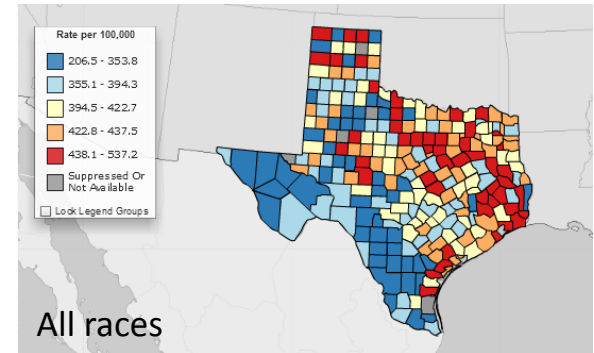 Rate per 100,000
206.5 - 353.8
355.1 - 394.3
394.5 - 422.7
422.8 - 437.5
438.1 - 537.2
Suppressed Or
Not Available
Lock Legend Groups
All races